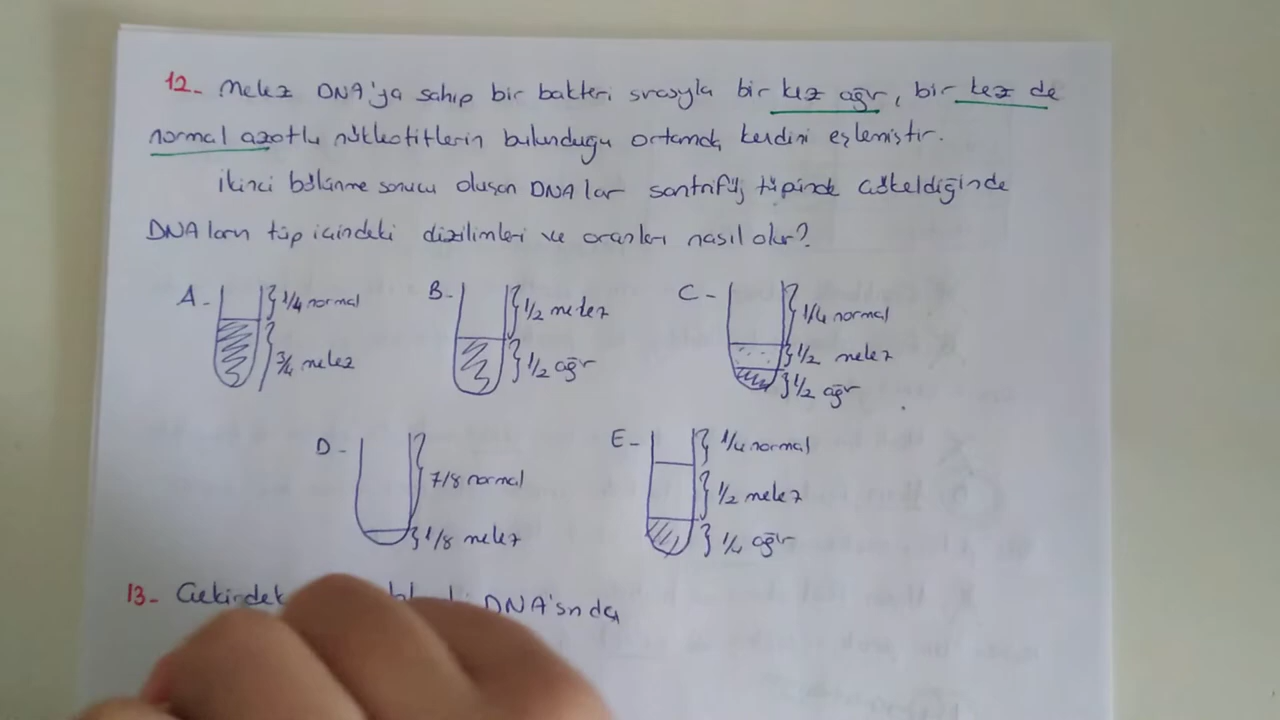 12- Melez DNA'ya sahip bir bakteri sırasıyla bir kez ağır, bir kez de
normal azotlu nükleotitlerin bulunduğu ortamda kendini eşlemiştir.
ikinci bölünme sonucu oluşan DNA lar santrifüj tüpinde çökeldiğinde
DNA ların tüp içindeki dizilimleri ve oranları nasıl olur?
A- 1/4 normal
3/4 melez
B- 1/2 melez
1/2 ağır
C- 1/4 normal
1/2 melez
1/2 ağır
D- 7/8 normal
1/8 melez
E- 1/4 normal
1/2 melez
1/4 ağır
13- Çekirdek DNA'sında